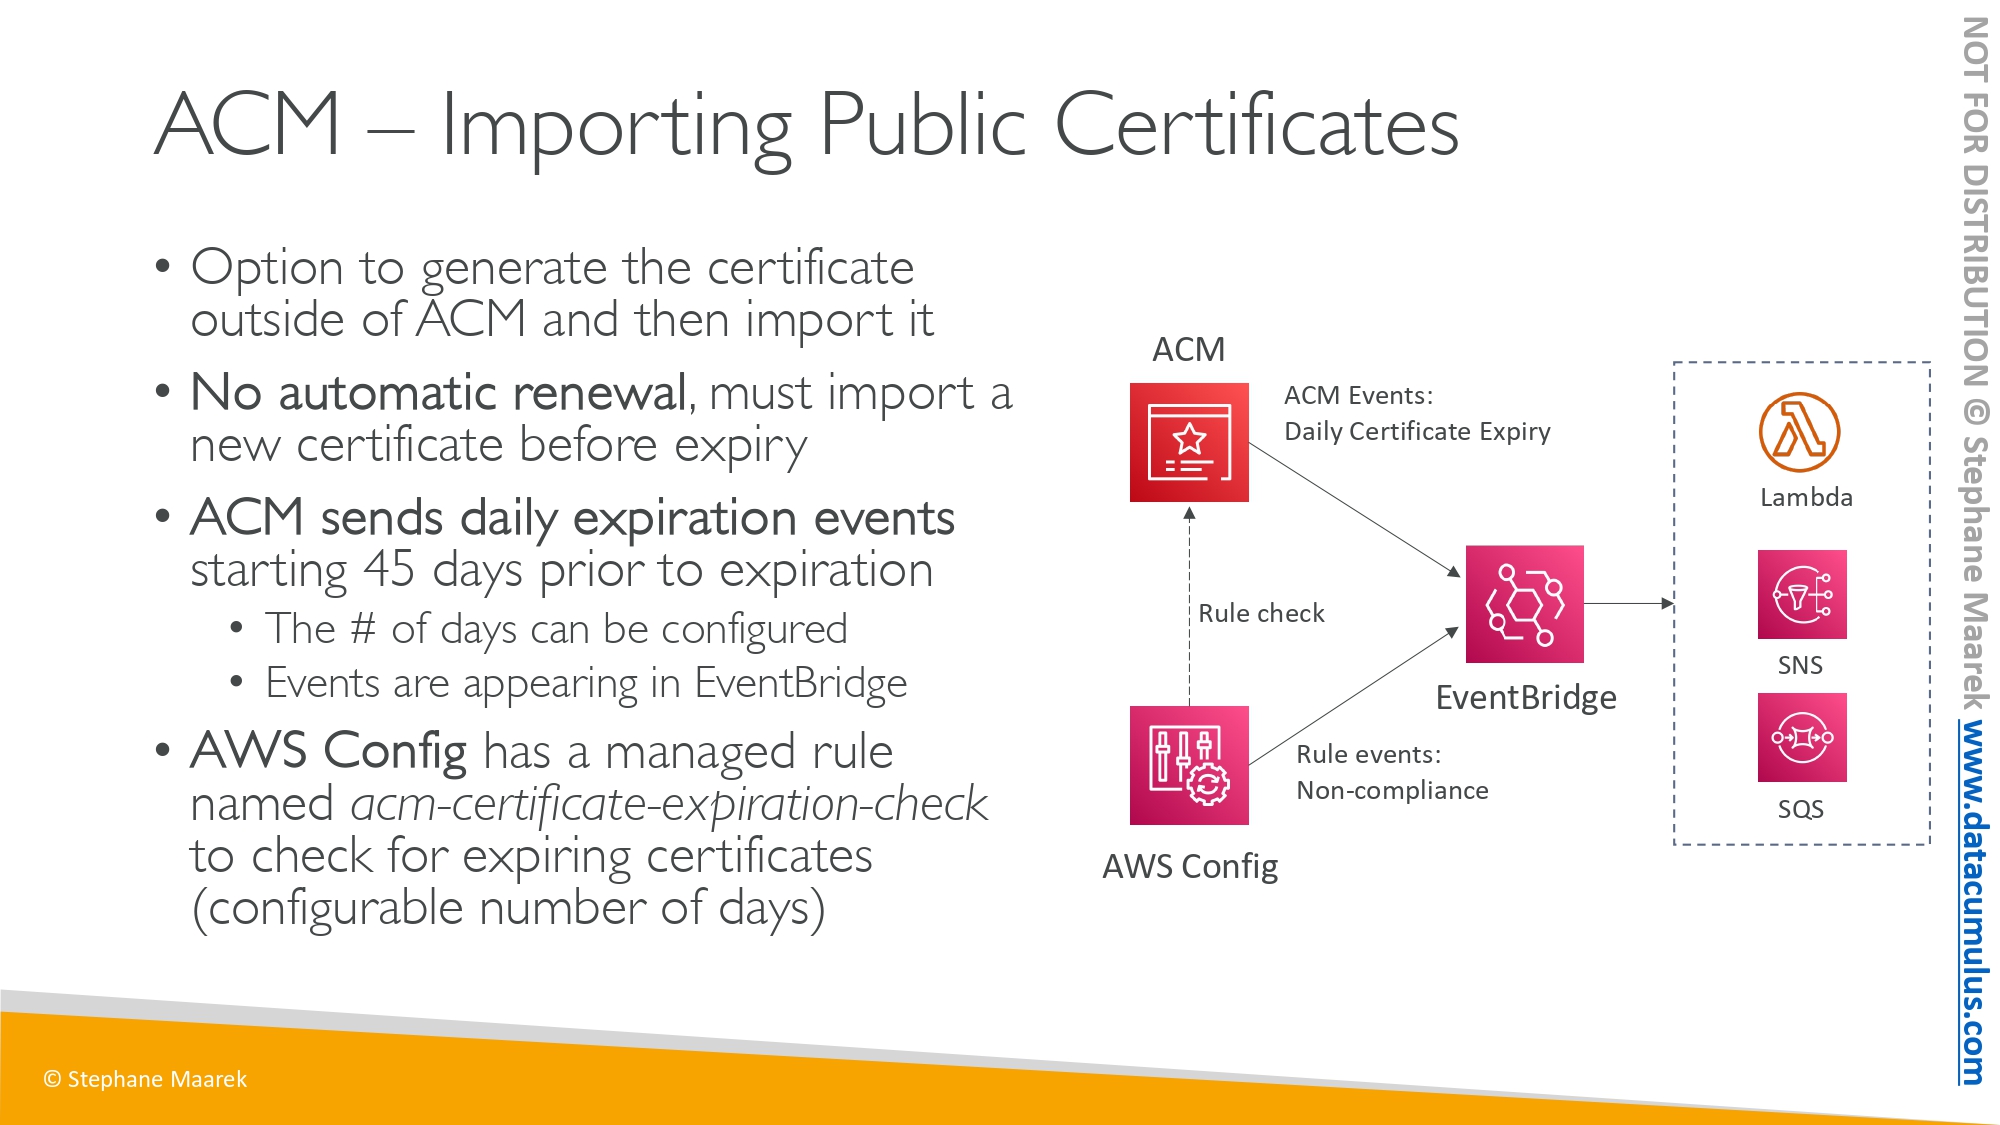 ACM – Importing Public Certificates
• Option to generate the certificate
outside of ACM and then import it
• No automatic renewal, must import a
new certificate before expiry
• ACM sends daily expiration events
starting 45 days prior to expiration
• The # of days can be configured
• Events are appearing in EventBridge
• AWS Config has a managed rule
named acm-certificate-expiration-check
to check for expiring certificates
(configurable number of days)
ACM
ACM Events:
Daily Certificate Expiry
Rule check
AWS Config
Rule events:
Non-compliance
EventBridge
Lambda
SNS
SQS
© Stephane Maarek
NOT FOR DISTRIBUTION © Stephane Maarek www.datacumulus.com